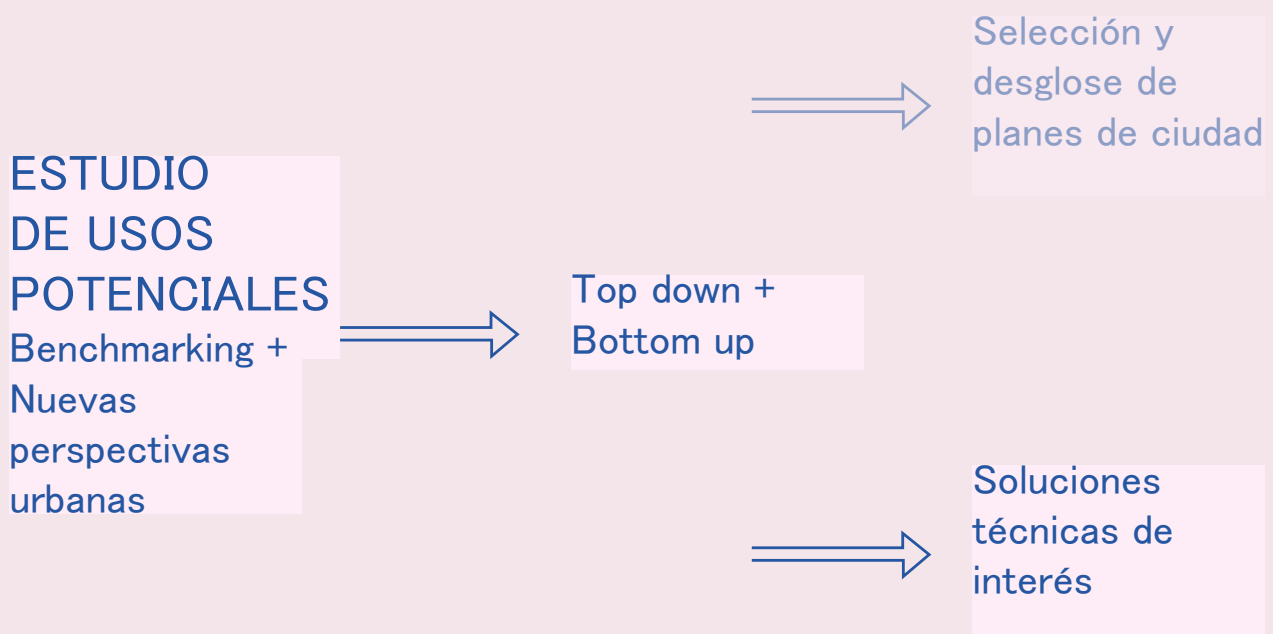 ESTUDIO
DE USOS
POTENCIALES
Benchmarking +
Nuevas
perspectivas
urbanas
Top down +
Bottom up
Selección y
desglose de
planes de ciudad
Soluciones
técnicas de
interés